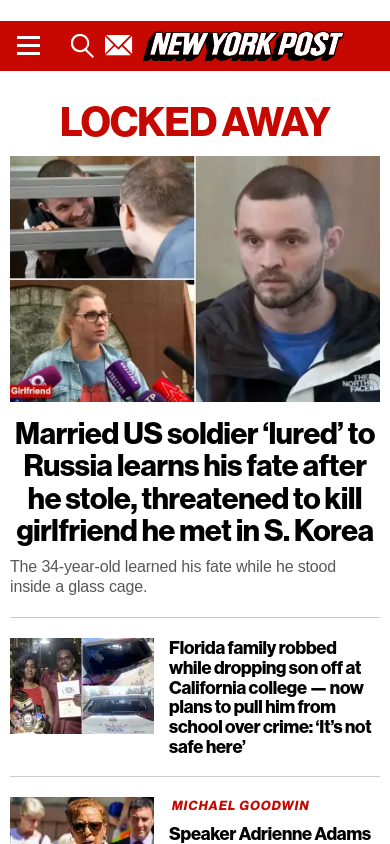 NEW YORK POST
LOCKED AWAY
THE
NORTH
FACE
Girlfriend
Married US soldier ‘lured’ to
Russia learns his fate after
he stole, threatened to kill
girlfriend he met in S. Korea
The 34-year-old learned his fate while he stood
inside a glass cage.
Florida family robbed
while dropping son off at
California college — now
plans to pull him from
school over crime: ‘It’s not
safe here’
MICHAEL GOODWIN
Speaker Adrienne Adams